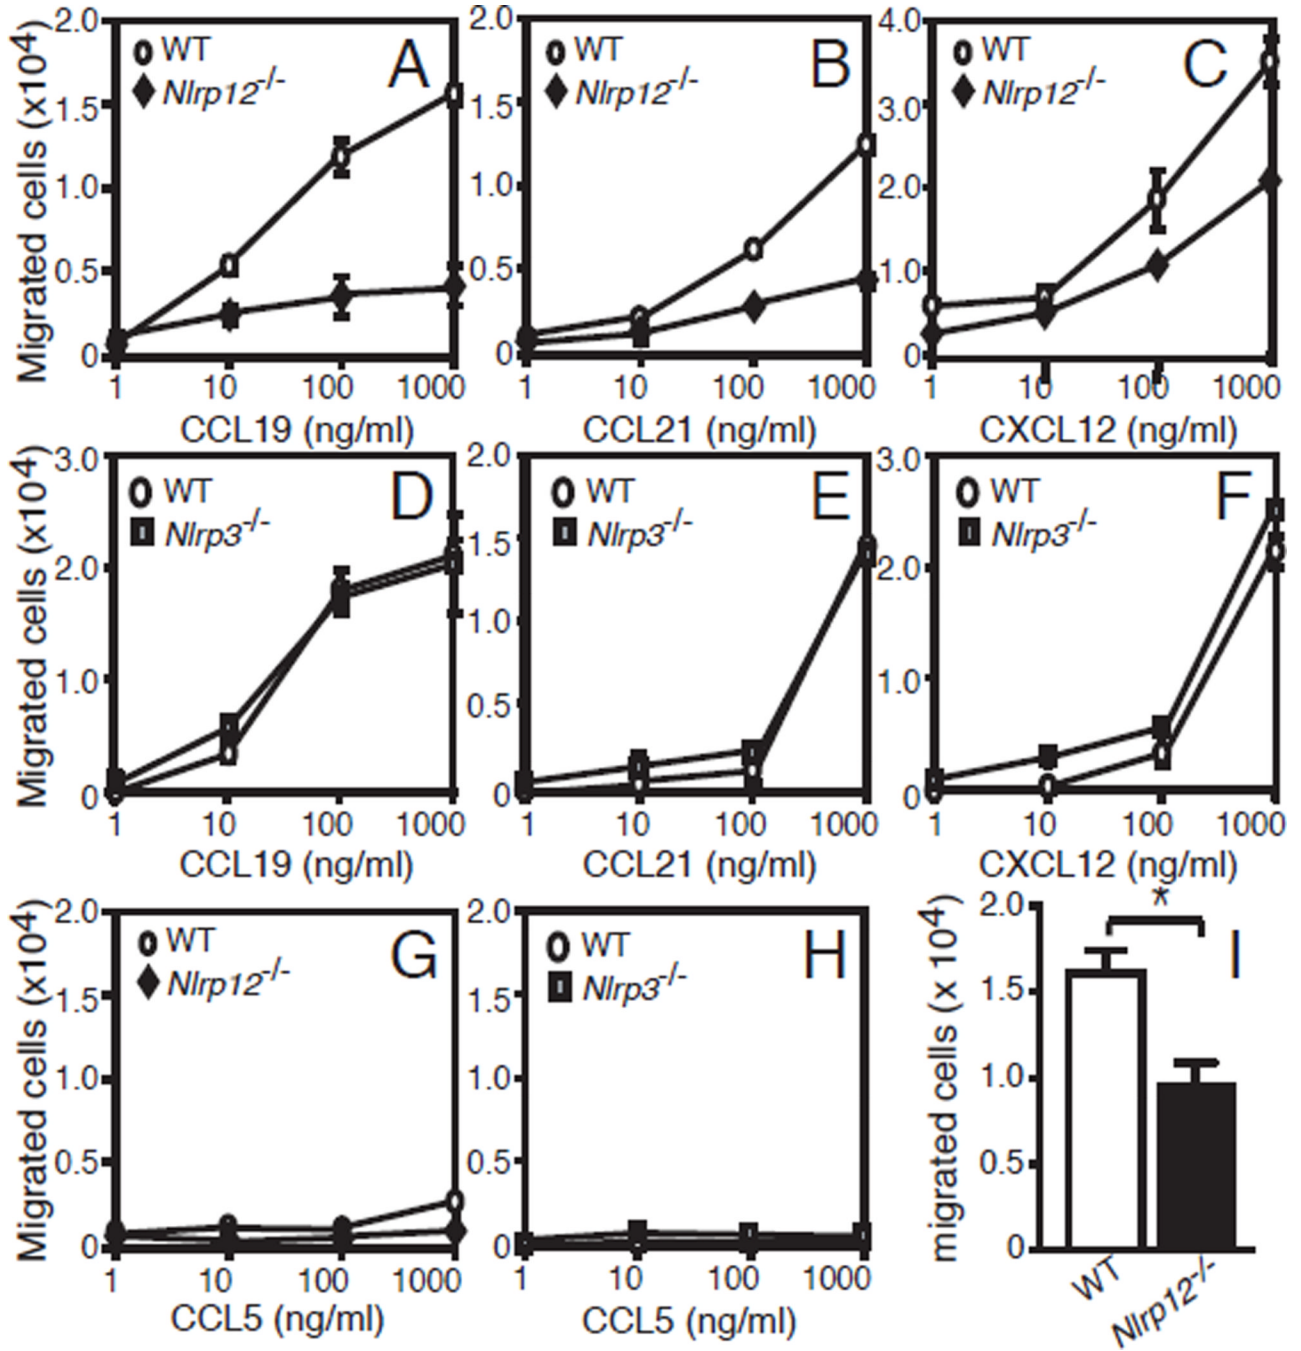 A
WT
Nlrp12-/-
Migrated cells (x10⁴)
2.0
1.5
1.0
0.5
0
1 10 100 1000
CCL19 (ng/ml)
B
WT
Nlrp12-/-
2.0
1.5
1.0
0.5
0
1 10 100 1000
CCL21 (ng/ml)
C
WT
Nlrp12-/-
4.0
3.0
2.0
1.0
0
1 10 100 1000
CXCL12 (ng/ml)
D
WT
Nlrp3-/-
Migrated cells (x10⁴)
3.0
2.0
1.0
0
1 10 100 1000
CCL19 (ng/ml)
E
WT
Nlrp3-/-
2.0
1.5
1.0
0.5
0
1 10 100 1000
CCL21 (ng/ml)
F
WT
Nlrp3-/-
3.0
2.0
1.0
0
1 10 100 1000
CXCL12 (ng/ml)
G
WT
Nlrp12-/-
Migrated cells (x10⁴)
2.0
1.5
1.0
0.5
0
1 10 100 1000
CCL5 (ng/ml)
H
WT
Nlrp3-/-
2.0
1.5
1.0
0.5
0
1 10 100 1000
CCL5 (ng/ml)
I
*
migrated cells (x 10⁴)
2.0
1.5
1.0
0.5
0
WT
Nlrp12-/-